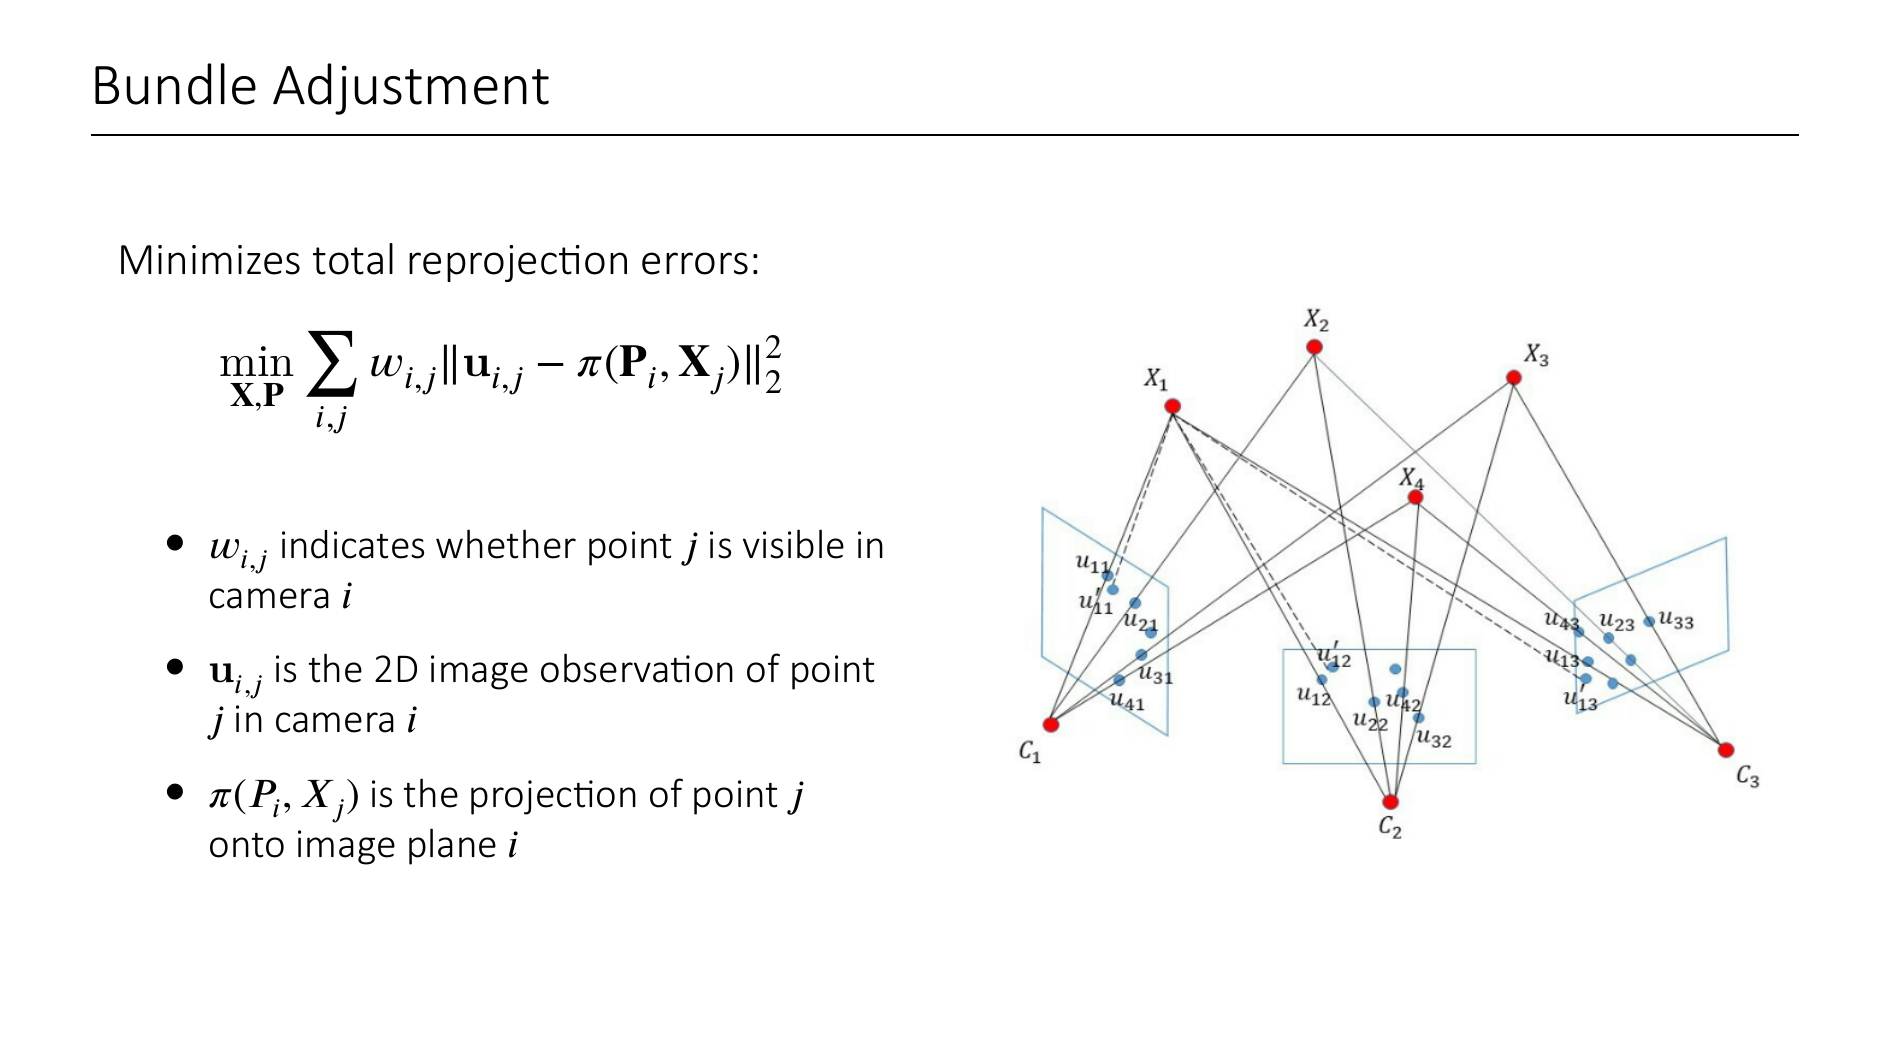 Bundle Adjustment
Minimizes total reprojection errors:
min_{X,P} ∑_{i,j} w_{i,j}‖u_{i,j} − π(P_i, X_j)‖_2^2
● w_{i,j} indicates whether point j is visible in
camera i
● u_{i,j} is the 2D image observation of point
j in camera i
● π(P_i, X_j) is the projection of point j
onto image plane i
X_2
X_3
X_1
X_4
u_11
u'_11
u_21
u_31
u_41
C_1
u'_12
u_12
u_22
u_42
u_32
C_2
u_43
u_23
u_33
u_13
u'_13
C_3